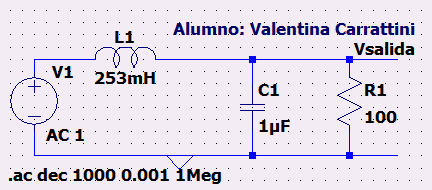 Alumno: Valentina Carrattini
Vsalida
L1
253mH
V1
AC 1
C1
1µF
R1
100
.ac dec 1000 0.001 1Meg